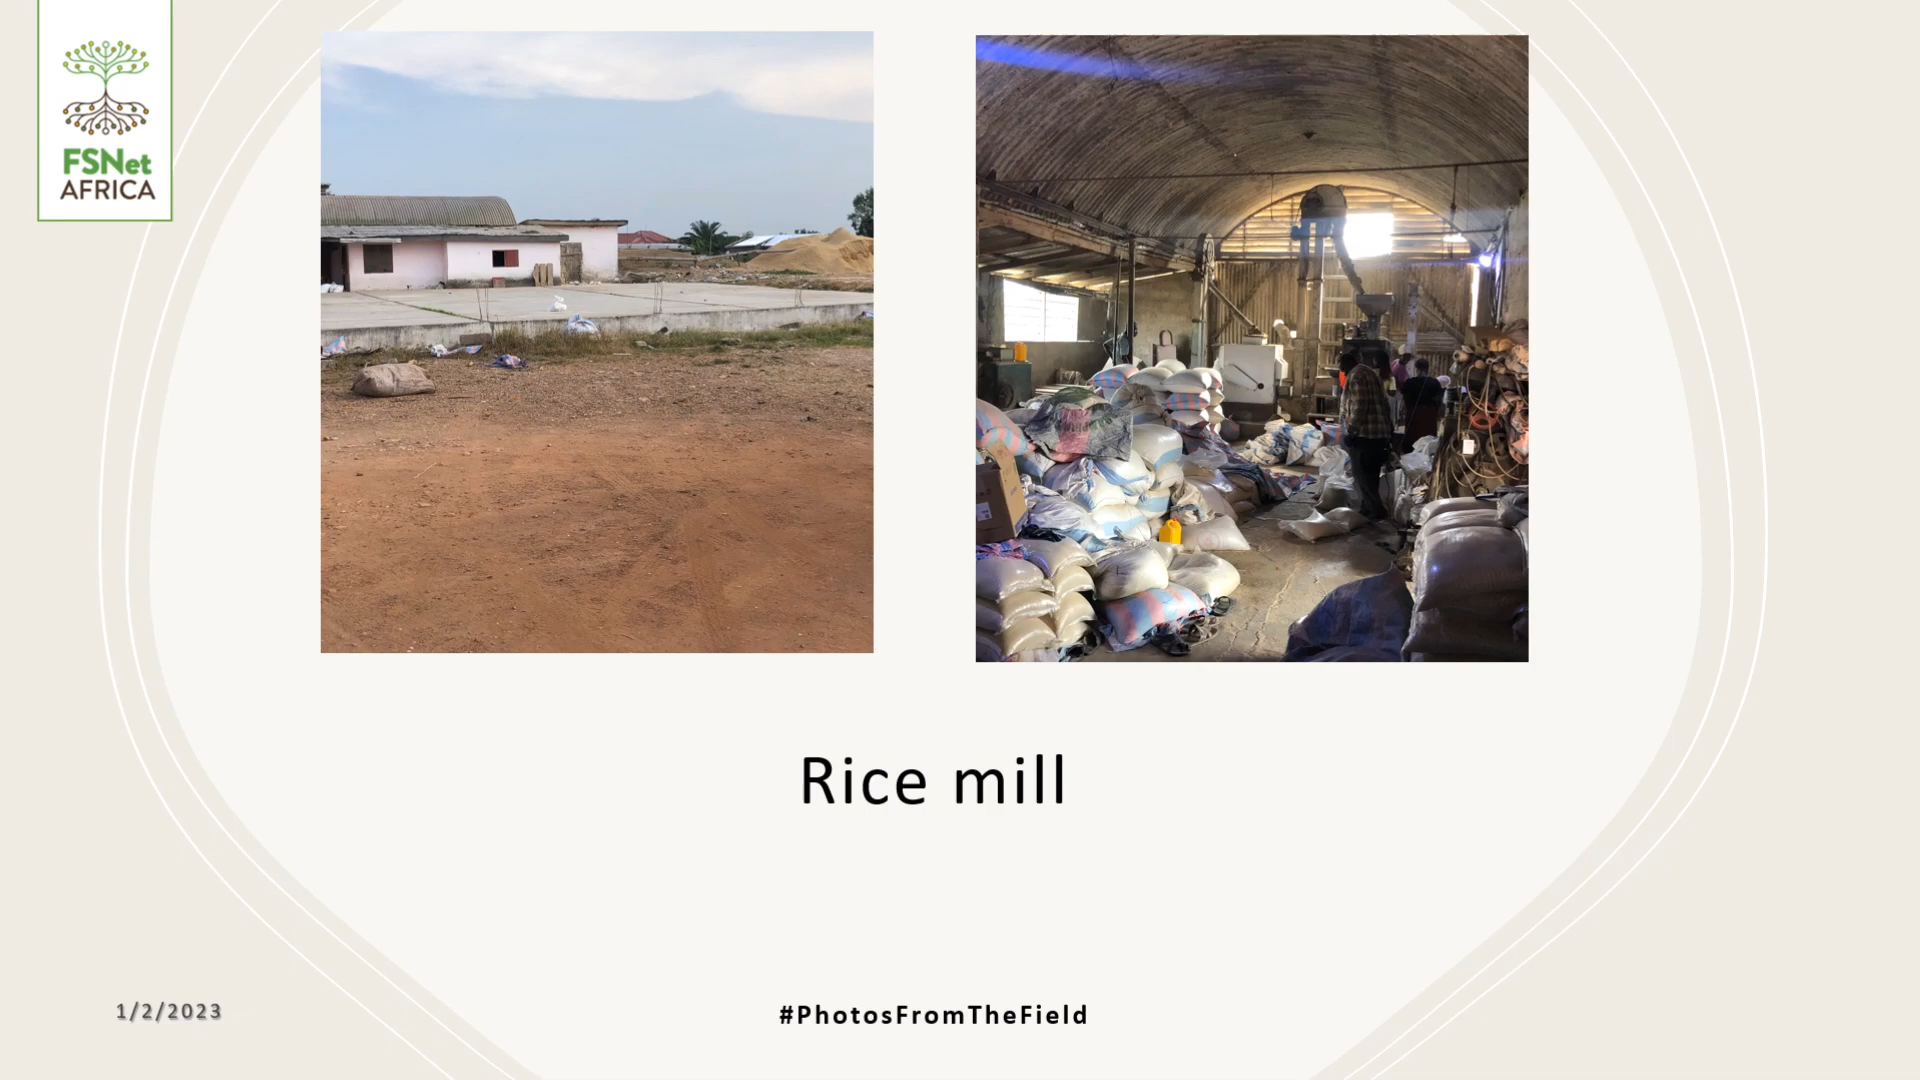 FSNet
AFRICA
Rice mill
1/2/2023
#PhotosFromTheField